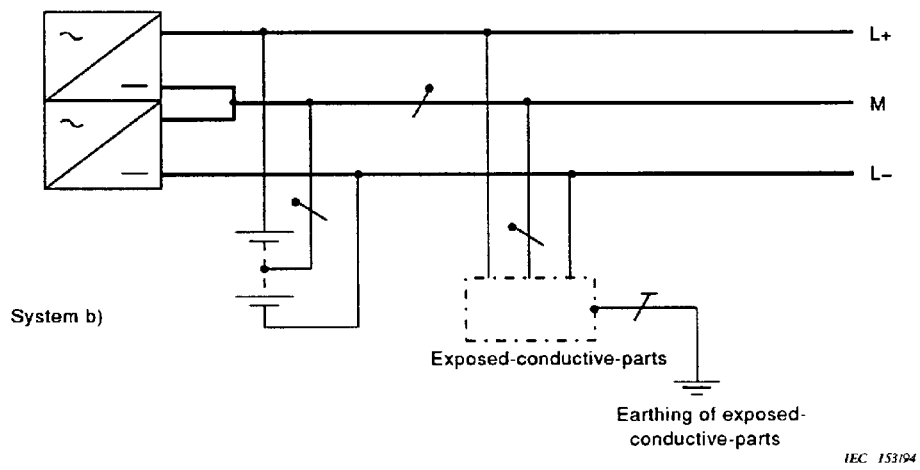 L+
M
L–
System b)
Exposed-conductive-parts
Earthing of exposed-
conductive-parts
IEC 153/94